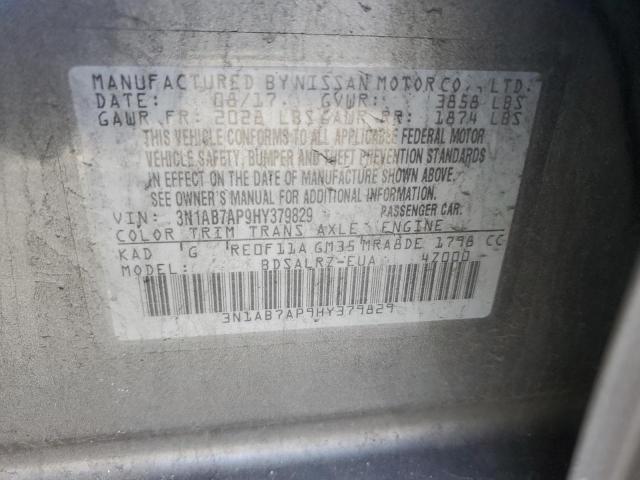 MANUFACTURED BY NISSAN MOTOR CO., LTD.
DATE: 08/17 GVWR: 3858 LBS
GAWR FR: 2028 LBS GAWR RR: 1874 LBS
THIS VEHICLE CONFORMS TO ALL APPLICABLE FEDERAL MOTOR
VEHICLE SAFETY, BUMPER AND THEFT PREVENTION STANDARDS
IN EFFECT ON THE DATE OF MANUFACTURE SHOWN ABOVE.
SEE OWNER'S MANUAL FOR ADDITIONAL INFORMATION.
VIN: 3N1AB7AP9HY379829 PASSENGER CAR.
COLOR TRIM TRANS AXLE ENGINE
KAD G RE0F11A GM35 MRA8DE 1798 CC
MODEL: BDSALRZ-EUA 47000
3N1AB7AP9HY379829